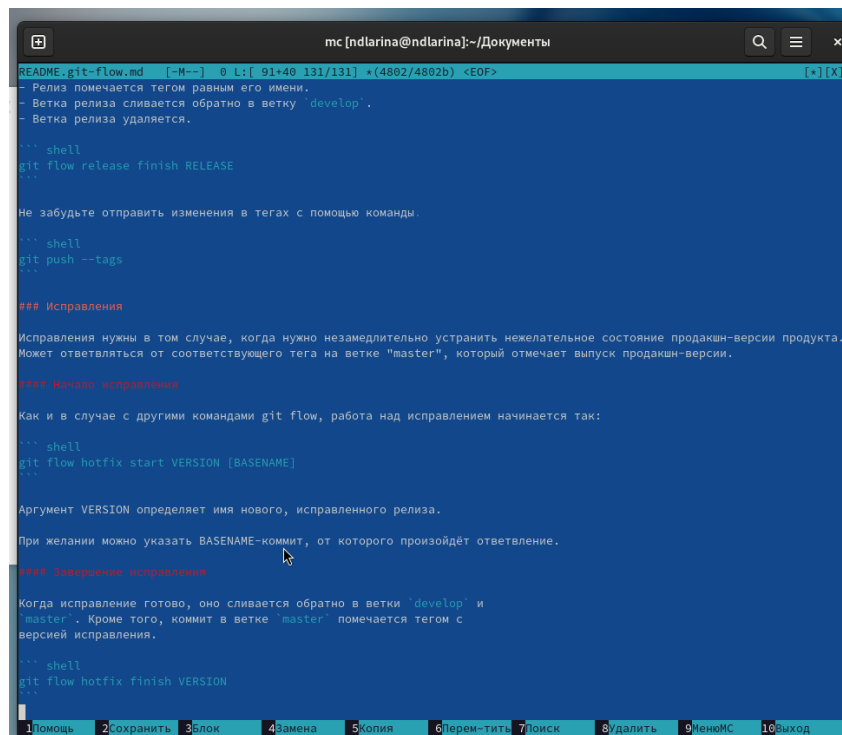 mc [ndlarina@ndlarina]:~/Документы
README.git-flow.md [-M--] 0 L:[ 91+40 131/131] *(4802/4802b) <EOF> [*][X]
- Релиз помечается тегом равным его имени.
- Ветка релиза сливается обратно в ветку `develop`.
- Ветка релиза удаляется.
``` shell
git flow release finish RELEASE
```
Не забудьте отправить изменения в тегах с помощью команды.
``` shell
git push --tags
```
### Исправления
Исправления нужны в том случае, когда нужно незамедлительно устранить нежелательное состояние продакшн-версии продукта.
Может ответвляться от соответствующего тега на ветке "master", который отмечает выпуск продакшн-версии.
#### Начало исправления
Как и в случае с другими командами git flow, работа над исправлением начинается так:
``` shell
git flow hotfix start VERSION [BASENAME]
```
Аргумент VERSION определяет имя нового, исправленного релиза.
При желании можно указать BASENAME-коммит, от которого произойдёт ответвление.
#### Завершение исправления
Когда исправление готово, оно сливается обратно в ветки `develop` и
`master`. Кроме того, коммит в ветке `master` помечается тегом с
версией исправления.
``` shell
git flow hotfix finish VERSION
```
1Помощь 2Сохранить 3Блок 4Замена 5Копия 6Перем~тить 7Поиск 8Удалить 9МенюMC 10Выход